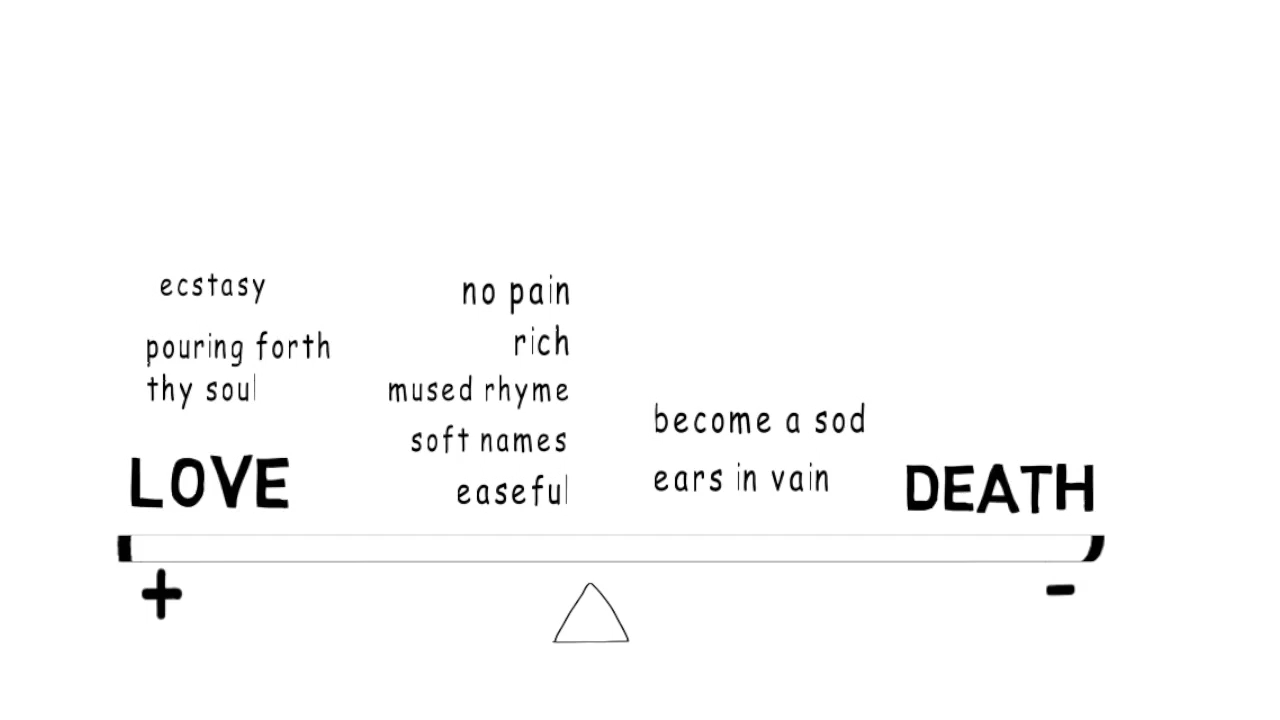 ecstasy
pouring forth
thy soul
LOVE
no pain
rich
mused rhyme
soft names
easeful
become a sod
ears in vain
DEATH
+
-